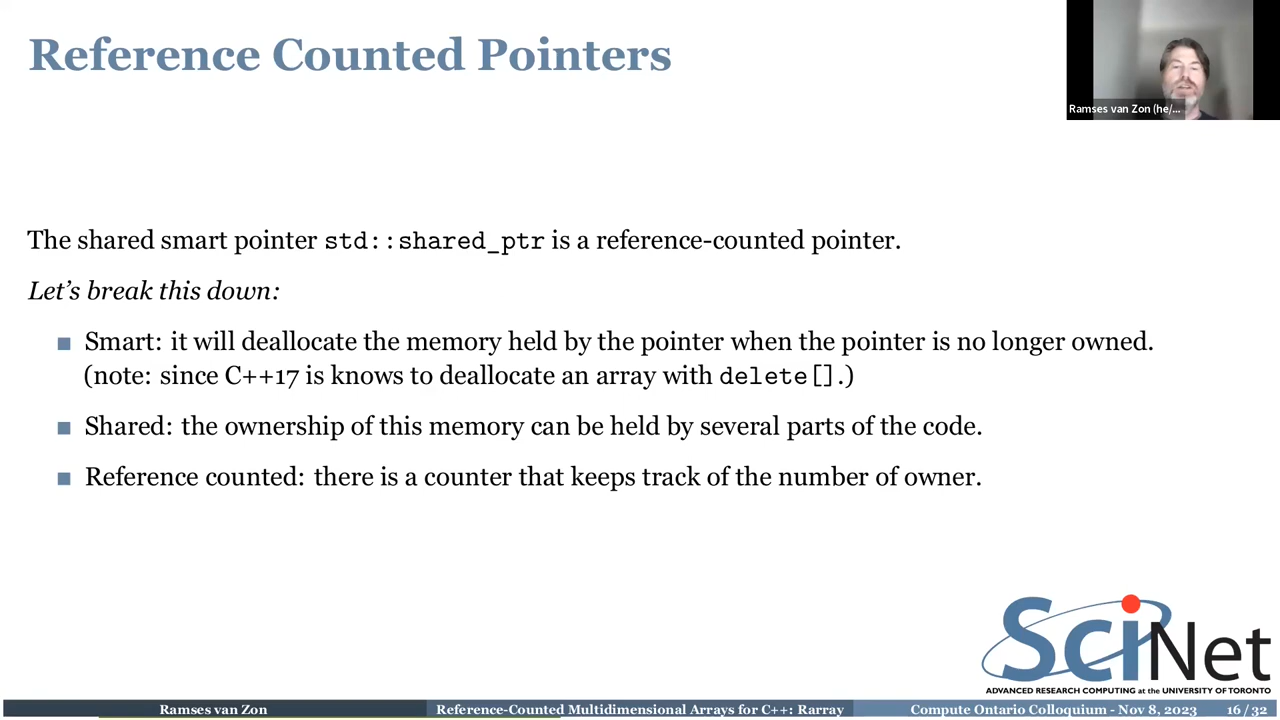 Reference Counted Pointers
Ramses van Zon (he/...
The shared smart pointer std::shared_ptr is a reference-counted pointer.
Let's break this down:
Smart: it will deallocate the memory held by the pointer when the pointer is no longer owned.
(note: since C++17 is knows to deallocate an array with delete[].)
Shared: the ownership of this memory can be held by several parts of the code.
Reference counted: there is a counter that keeps track of the number of owner.
SciNet
ADVANCED RESEARCH COMPUTING at the UNIVERSITY OF TORONTO
Ramses van Zon Reference-Counted Multidimensional Arrays for C++: Rarray Compute Ontario Colloquium - Nov 8, 2023 16 / 32